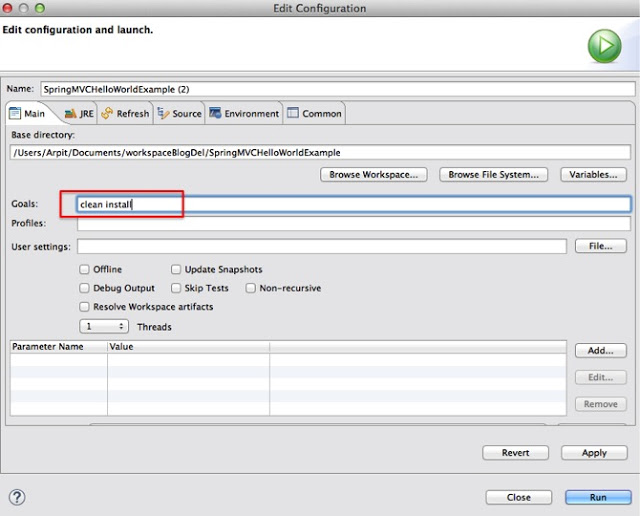 Edit Configuration
Edit configuration and launch.
Name: SpringMVCHelloWorldExample (2)
Main JRE Refresh Source Environment Common
Base directory:
/Users/Arpit/Documents/workspaceBlogDel/SpringMVCHelloWorldExample
Browse Workspace... Browse File System... Variables...
Goals: clean install
Profiles:
User settings: File...
Offline Update Snapshots
Debug Output Skip Tests Non-recursive
Resolve Workspace artifacts
1 Threads
Parameter Name Value Add...
Edit...
Remove
Revert Apply
? Close Run